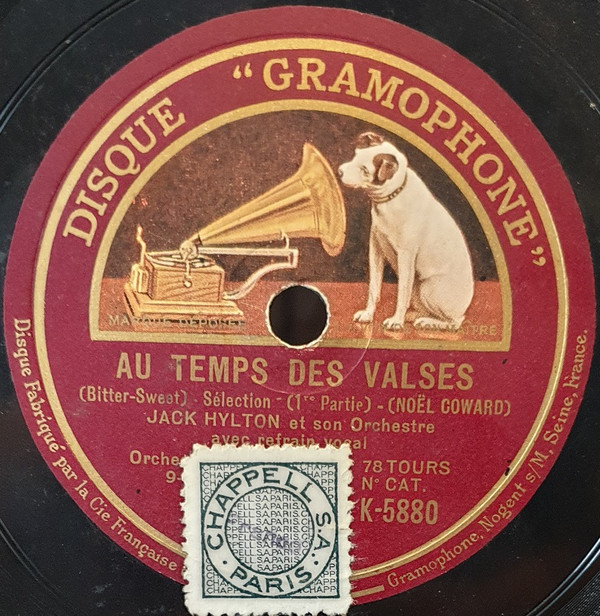 DISQUE "GRAMOPHONE"
MARQUE DÉPOSÉE
AU TEMPS DES VALSES
(Bitter-Sweet) - Sélection - (1re Partie) - (NOËL COWARD)
JACK HYLTON et son Orchestre
avec refrain vocal
Orche 78 TOURS
9- N° CAT.
K-5880
CHAPPELL S.A.
PARIS
Disque Fabriqué par la Cie Française
Gramophone, Nogent s/M. Seine, France.